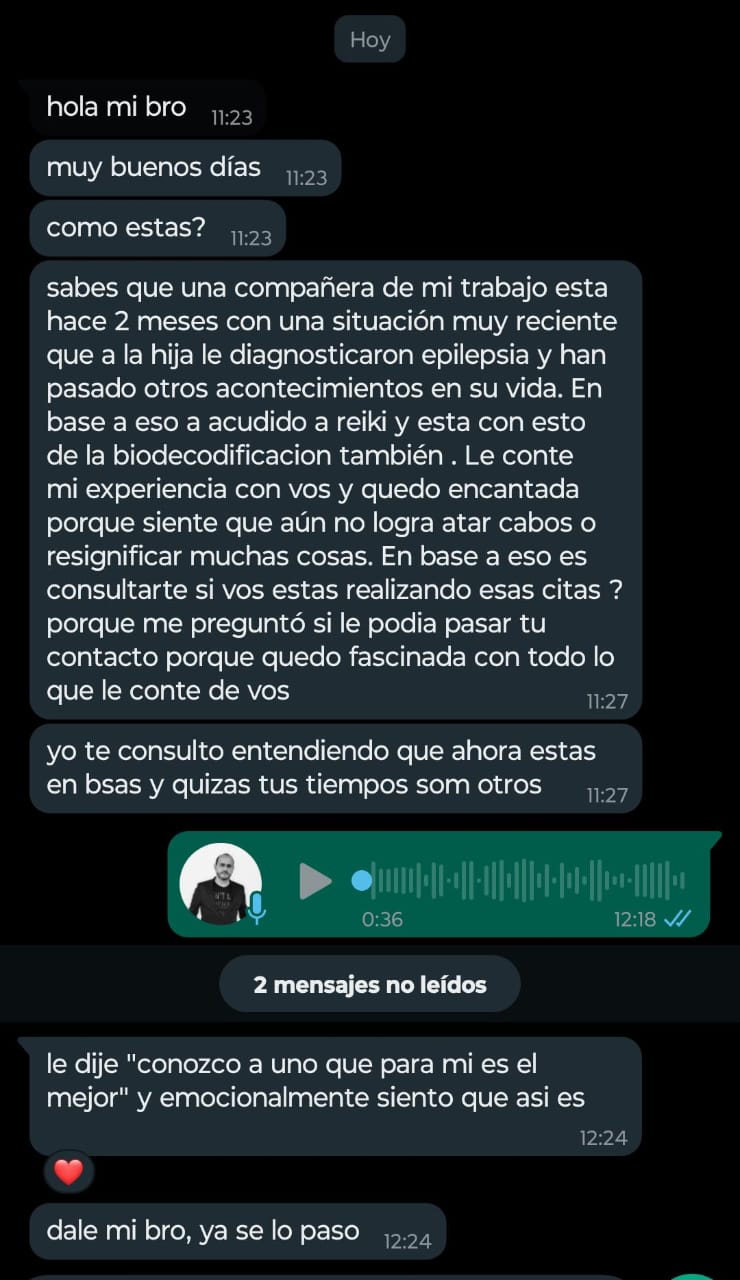 Hoy
hola mi bro 11:23
muy buenos días 11:23
como estas? 11:23
sabes que una compañera de mi trabajo esta
hace 2 meses con una situación muy reciente
que a la hija le diagnosticaron epilepsia y han
pasado otros acontecimientos en su vida. En
base a eso a acudido a reiki y esta con esto
de la biodecodificacion también . Le conte
mi experiencia con vos y quedo encantada
porque siente que aún no logra atar cabos o
resignificar muchas cosas. En base a eso es
consultarte si vos estas realizando esas citas ?
porque me preguntó si le podia pasar tu
contacto porque quedo fascinada con todo lo
que le conte de vos 11:27
yo te consulto entendiendo que ahora estas
en bsas y quizas tus tiempos som otros 11:27
0:36 12:18
2 mensajes no leídos
le dije "conozco a uno que para mi es el
mejor" y emocionalmente siento que asi es
12:24
dale mi bro, ya se lo paso 12:24